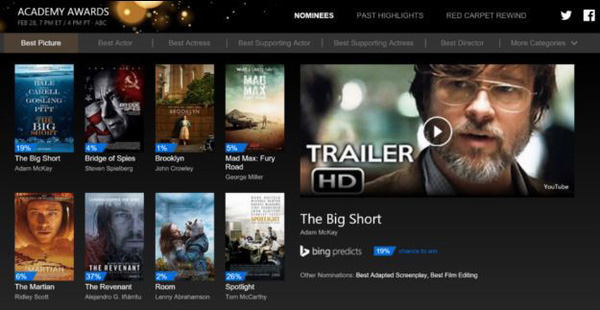 ACADEMY AWARDS
FEB 28, 7 PM ET / 4 PM PT - ABC
NOMINEES
PAST HIGHLIGHTS
RED CARPET REWIND
Best Picture
Best Actor
Best Actress
Best Supporting Actor
Best Supporting Actress
Best Director
More Categories
BALE
CARELL
GOSLING
PITT
THE BIG SHORT
BRIDGE OF SPIES
BROOKLYN
MAD MAX
19%
4%
1%
5%
The Big Short
Adam McKay
Bridge of Spies
Steven Spielberg
Brooklyn
John Crowley
Mad Max: Fury Road
George Miller
MARTIAN
THE REVENANT
ROOM
SPOTLIGHT
6%
37%
2%
26%
The Martian
Ridley Scott
The Revenant
Alejandro G. Iñárritu
Room
Lenny Abrahamson
Spotlight
Tom McCarthy
TRAILER
HD
YouTube
The Big Short
Adam McKay
bing predicts 19% chance to win
Other Nominations: Best Adapted Screenplay, Best Film Editing